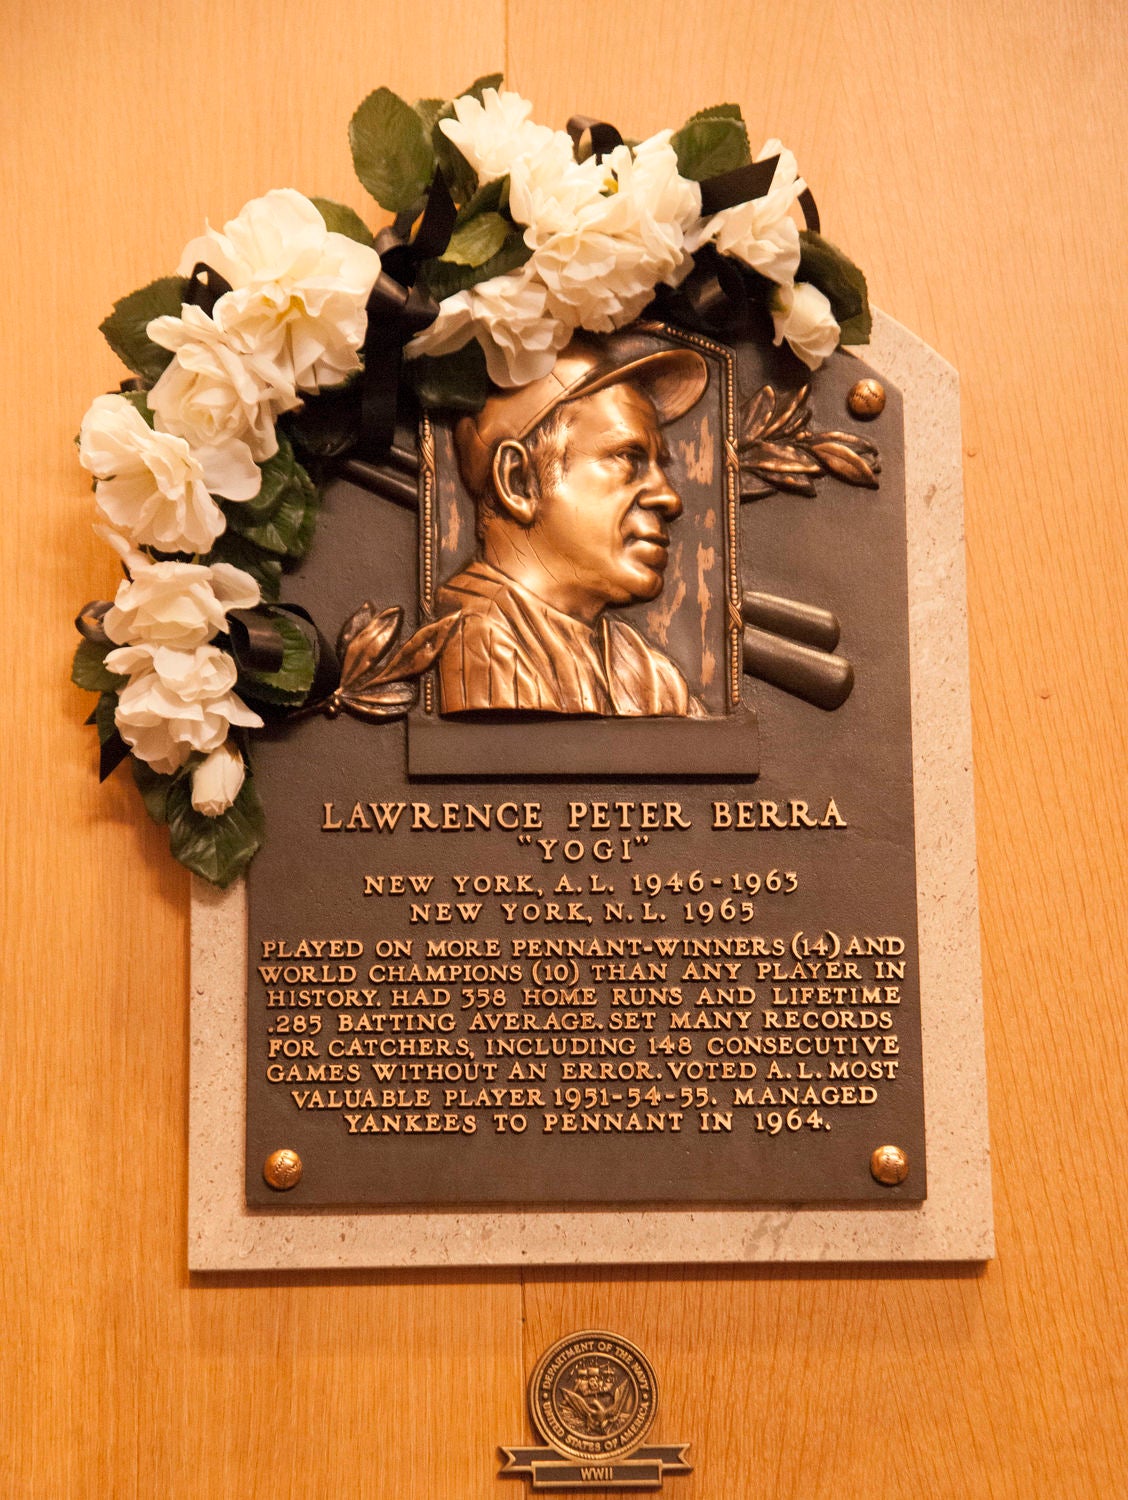 LAWRENCE PETER BERRA
"YOGI"
NEW YORK, A.L. 1946-1963
NEW YORK, N.L. 1965
PLAYED ON MORE PENNANT-WINNERS (14) AND
WORLD CHAMPIONS (10) THAN ANY PLAYER IN
HISTORY. HAD 358 HOME RUNS AND LIFETIME
.285 BATTING AVERAGE. SET MANY RECORDS
FOR CATCHERS, INCLUDING 148 CONSECUTIVE
GAMES WITHOUT AN ERROR. VOTED A.L. MOST
VALUABLE PLAYER 1951-54-55. MANAGED
YANKEES TO PENNANT IN 1964.
DEPARTMENT OF THE NAVY
UNITED STATES OF AMERICA
WWII